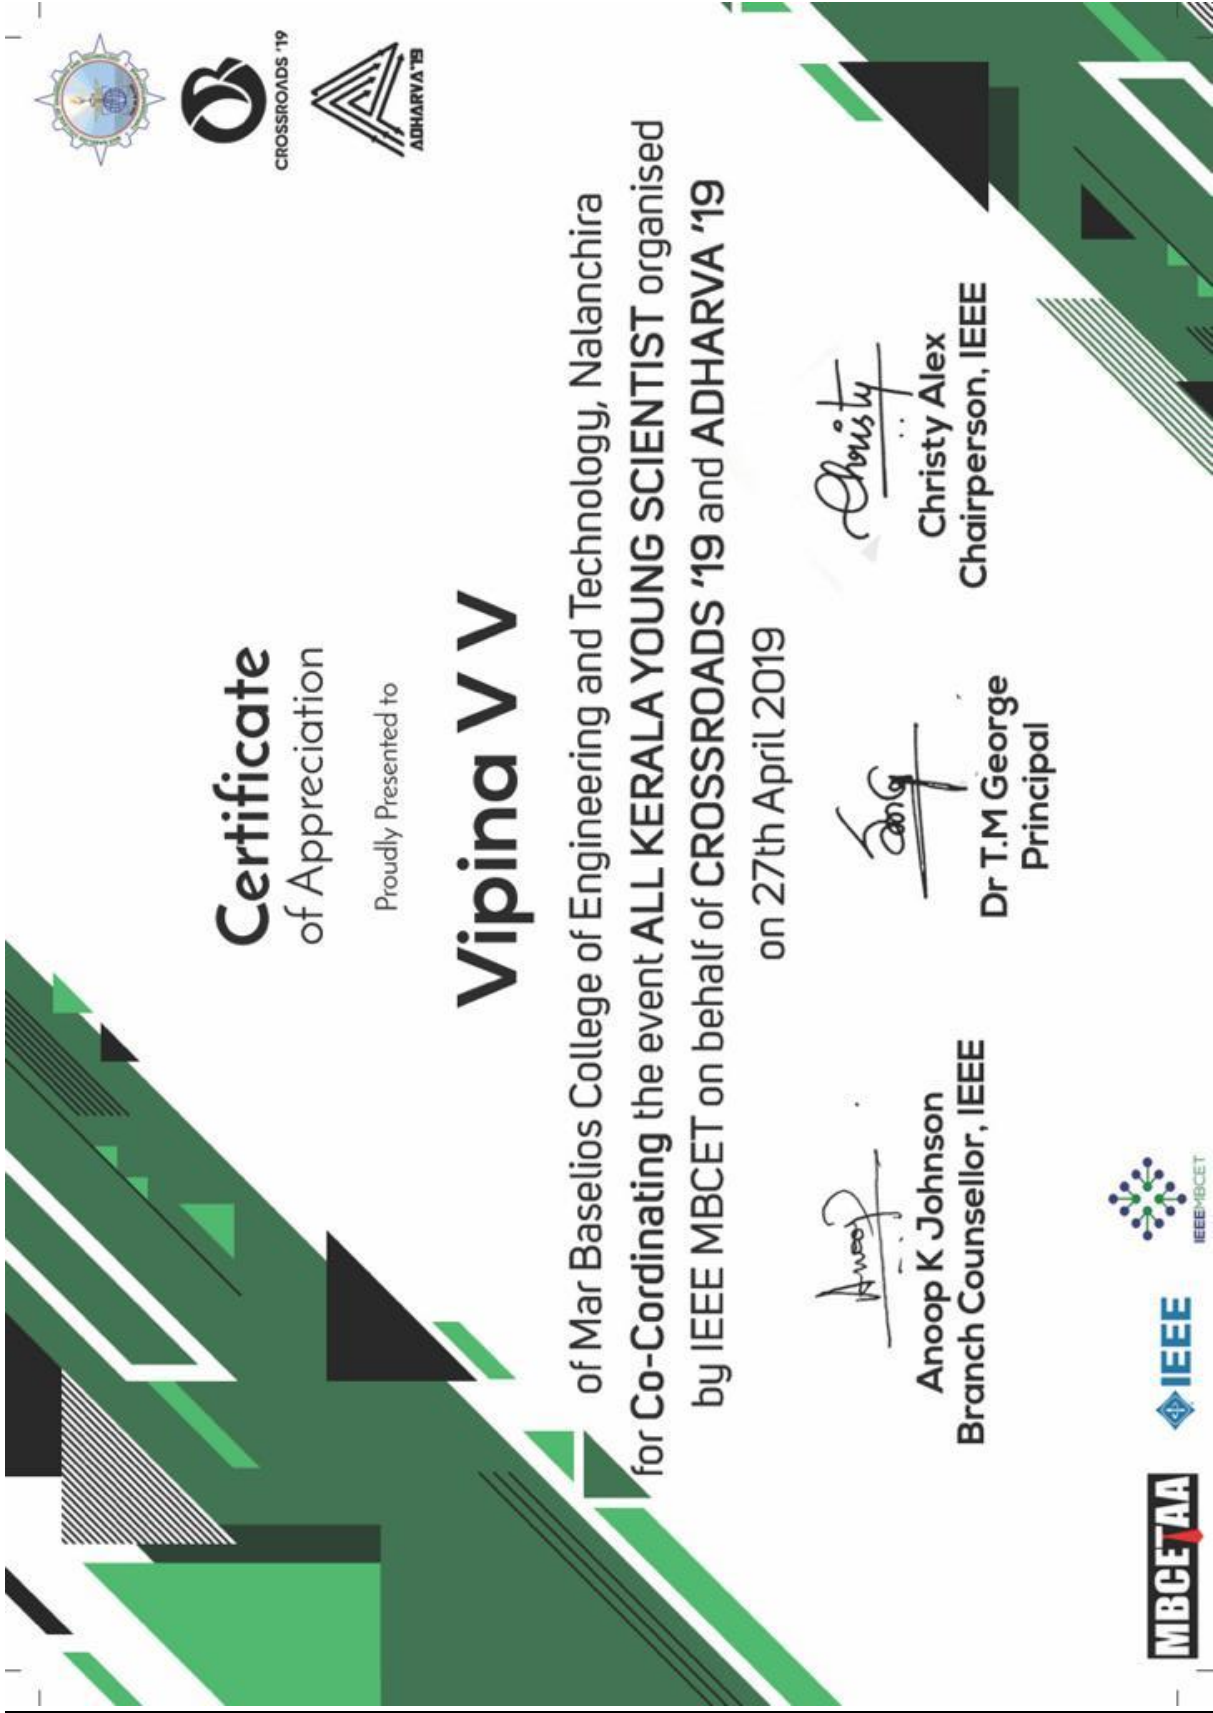 CROSSROADS '19
ADHARVA'19
Certificate
of Appreciation
Proudly Presented to
Vipina V V
of Mar Baselios College of Engineering and Technology, Nalanchira
for Co-Cordinating the event ALL KERALA YOUNG SCIENTIST organised
by IEEE MBCET on behalf of CROSSROADS '19 and ADHARVA '19
on 27th April 2019
Anoop
Christy
Anoop K Johnson
Branch Counsellor, IEEE
Dr T.M George
Principal
Christy Alex
Chairperson, IEEE
MBCETAA
IEEE
IEEEMBCET